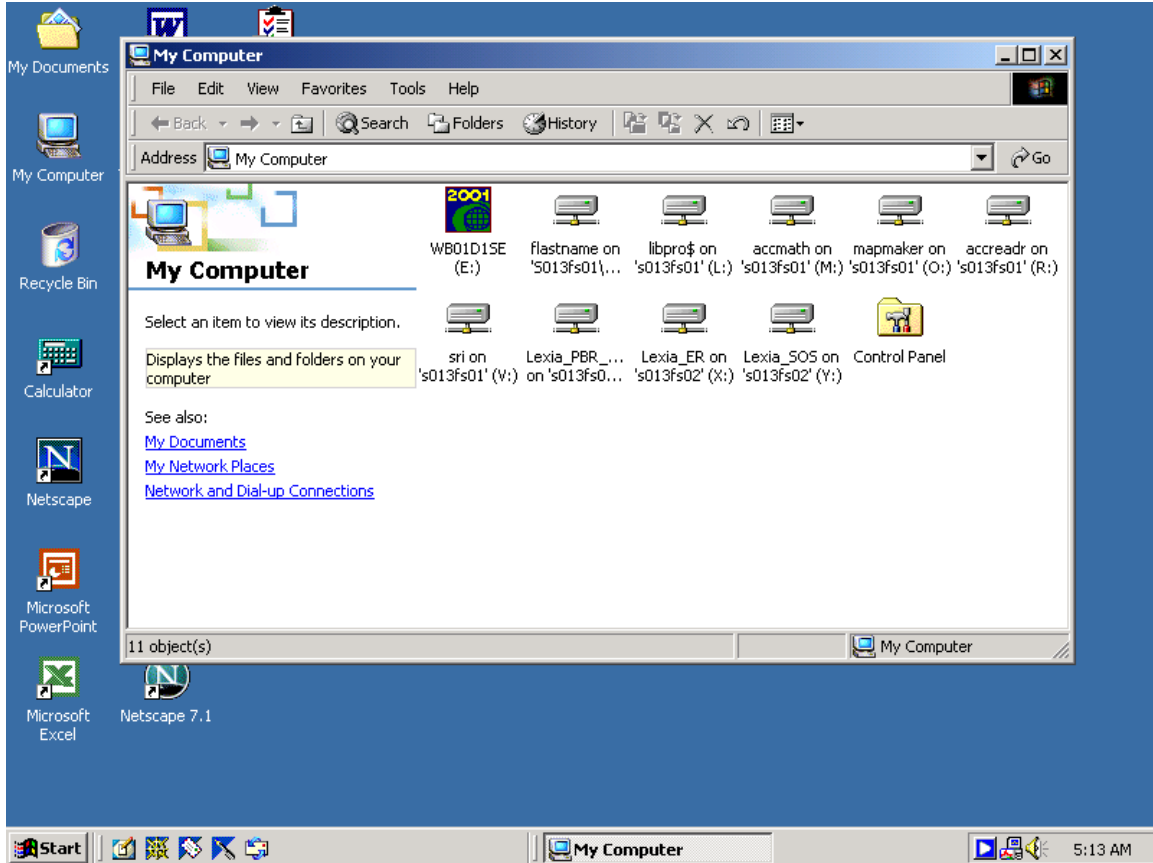 My Documents
My Computer
Recycle Bin
Calculator
Netscape
Microsoft
PowerPoint
Microsoft
Excel
Netscape 7.1
W
My Computer
File Edit View Favorites Tools Help
Back Search Folders History
Address My Computer Go
My Computer
Select an item to view its description.
Displays the files and folders on your
computer
See also:
My Documents
My Network Places
Network and Dial-up Connections
2001
WB01D1SE
(E:)
flastname on
'S013fs01\...
libpro$ on
's013fs01' (L:)
accmath on
's013fs01' (M:)
mapmaker on
's013fs01' (O:)
accreadr on
's013fs01' (R:)
sri on
's013fs01' (V:)
Lexia_PBR_...
on 's013fs0...
Lexia_ER on
's013fs02' (X:)
Lexia_SOS on
's013fs02' (Y:)
Control Panel
11 object(s) My Computer
Start My Computer 5:13 AM